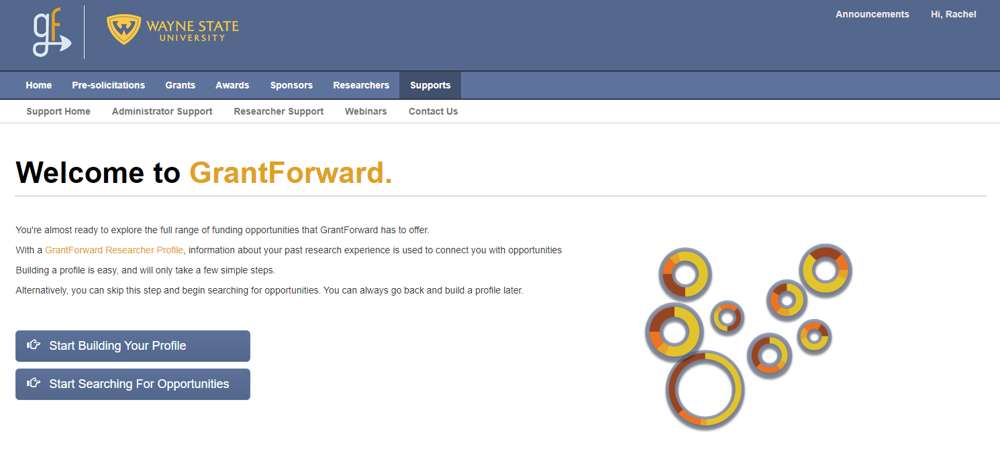 gf
WAYNE STATE
UNIVERSITY
Announcements Hi, Rachel
Home Pre-solicitations Grants Awards Sponsors Researchers Supports
Support Home Administrator Support Researcher Support Webinars Contact Us
Welcome to GrantForward.
You're almost ready to explore the full range of funding opportunities that GrantForward has to offer.
With a GrantForward Researcher Profile, information about your past research experience is used to connect you with opportunities
Building a profile is easy, and will only take a few simple steps.
Alternatively, you can skip this step and begin searching for opportunities. You can always go back and build a profile later.
Start Building Your Profile
Start Searching For Opportunities